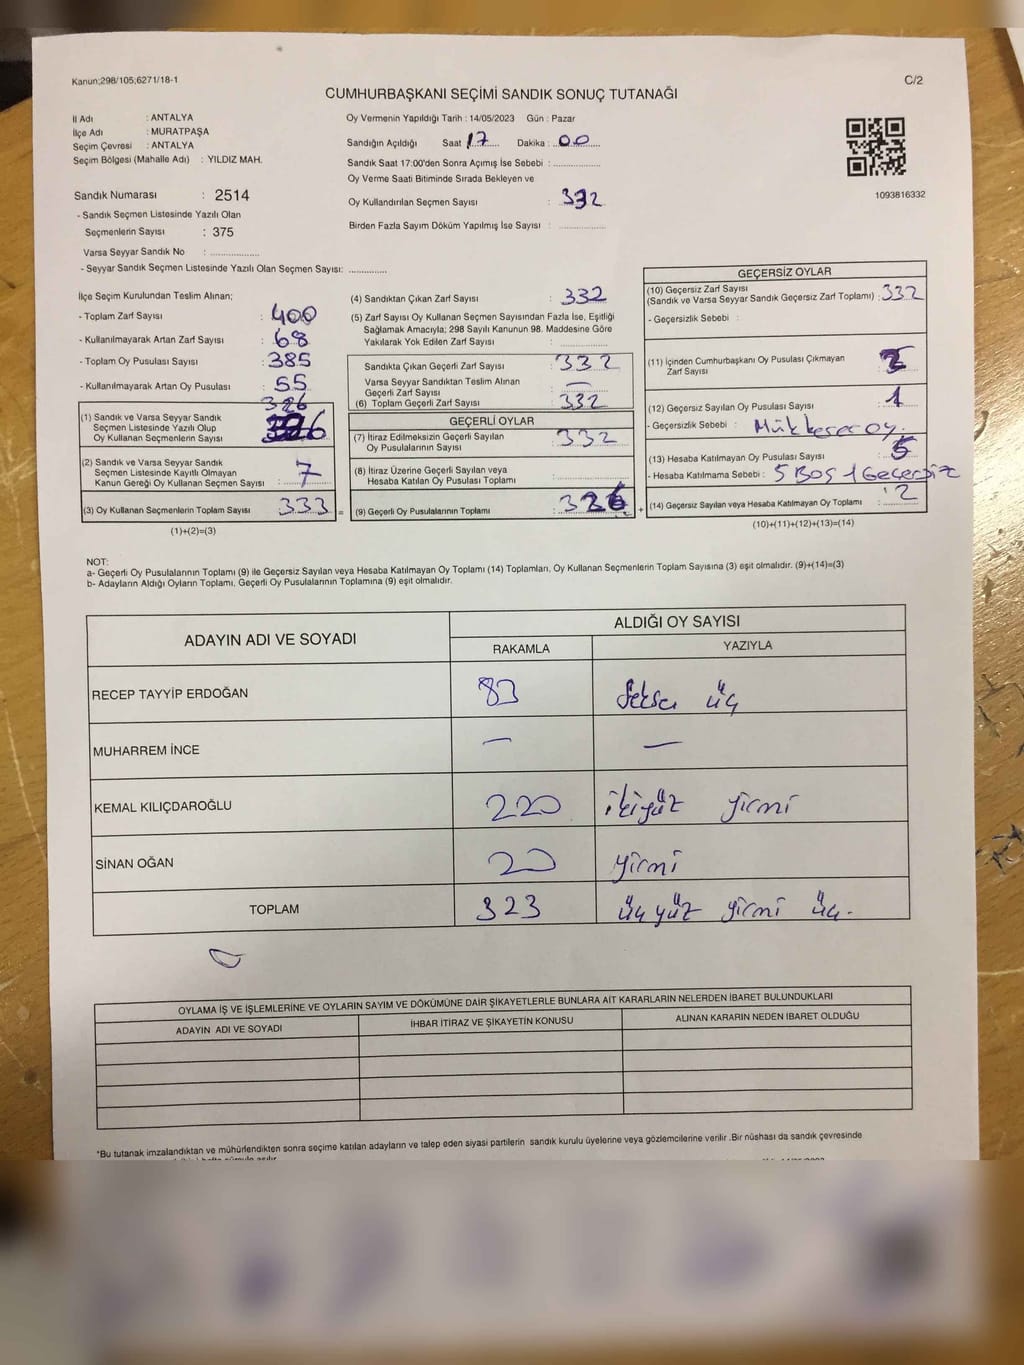 Kanun;298/105;6271/18-1
C/2
CUMHURBAŞKANI SEÇİMİ SANDIK SONUÇ TUTANAĞI
İl Adı : ANTALYA
İlçe Adı : MURATPAŞA
Seçim Çevresi : ANTALYA
Seçim Bölgesi (Mahalle Adı) : YILDIZ MAH.
Sandık Numarası : 2514
- Sandık Seçmen Listesinde Yazılı Olan
Seçmenlerin Sayısı : 375
Varsa Seyyar Sandık No : ..............
- Seyyar Sandık Seçmen Listesinde Yazılı Olan Seçmen Sayısı: ............
Oy Vermenin Yapıldığı Tarih : 14/05/2023 Gün : Pazar
Sandığın Açıldığı Saat 17 Dakika : 00
Sandık Saat 17:00'den Sonra Açımış İse Sebebi : ..............
Oy Verme Saati Bitiminde Sırada Bekleyen ve
Oy Kullandırılan Seçmen Sayısı : 332
Birden Fazla Sayım Döküm Yapılmış İse Sayısı : ..............
1093816332
İlçe Seçim Kurulundan Teslim Alınan;
- Toplam Zarf Sayısı : 400
- Kullanılmayarak Artan Zarf Sayısı : 68
- Toplam Oy Pusulası Sayısı : 385
- Kullanılmayarak Artan Oy Pusulası : 55
326
(1) Sandık ve Varsa Seyyar Sandık
Seçmen Listesinde Yazılı Olup
Oy Kullanan Seçmenlerin Sayısı
(2) Sandık ve Varsa Seyyar Sandık
Seçmen Listesinde Kayıtlı Olmayan
Kanun Gereği Oy Kullanan Seçmen Sayısı : 7
(3) Oy Kullanan Seçmenlerin Toplam Sayısı : 333 =
(1)+(2)=(3)
(4) Sandıktan Çıkan Zarf Sayısı : 332
(5) Zarf Sayısı Oy Kullanan Seçmen Sayısından Fazla İse, Eşitliği
Sağlamak Amacıyla; 298 Sayılı Kanunun 98. Maddesine Göre
Yakılarak Yok Edilen Zarf Sayısı : ..............
Sandıkta Çıkan Geçerli Zarf Sayısı : 332
Varsa Seyyar Sandıktan Teslim Alınan
Geçerli Zarf Sayısı : —
(6) Toplam Geçerli Zarf Sayısı : 332
GEÇERLİ OYLAR
(7) İtiraz Edilmeksizin Geçerli Sayılan
Oy Pusulalarının Sayısı : 332
(8) İtiraz Üzerine Geçerli Sayılan veya
Hesaba Katılan Oy Pusulası Toplamı : ..............
(9) Geçerli Oy Pusulalarının Toplamı : 326 +
GEÇERSİZ OYLAR
(10) Geçersiz Zarf Sayısı
(Sandık ve Varsa Seyyar Sandık Geçersiz Zarf Toplamı) : 332
- Geçersizlik Sebebi :
(11) İçinden Cumhurbaşkanı Oy Pusulası Çıkmayan
Zarf Sayısı :
(12) Geçersiz Sayılan Oy Pusulası Sayısı : 1
- Geçersizlik Sebebi : Mükkerer oy.
(13) Hesaba Katılmayan Oy Pusulası Sayısı : 5
- Hesaba Katılmama Sebebi : 5 Boş 1 Geçersiz
(14) Geçersiz Sayılan veya Hesaba Katılmayan Oy Toplamı : 2
(10)+(11)+(12)+(13)=(14)
NOT:
a- Geçerli Oy Pusulalarının Toplamı (9) ile Geçersiz Sayılan veya Hesaba Katılmayan Oy Toplamı (14) Toplamları, Oy Kullanan Seçmenlerin Toplam Sayısına (3) eşit olmalıdır. (9)+(14)=(3)
b- Adayların Aldığı Oyların Toplamı, Geçerli Oy Pusulalarının Toplamına (9) eşit olmalıdır.
ADAYIN ADI VE SOYADI
ALDIĞI OY SAYISI
RAKAMLA YAZIYLA
RECEP TAYYİP ERDOĞAN 83 Seksen üç
MUHARREM İNCE — —
KEMAL KILIÇDAROĞLU 220 ikiyüz yirmi
SİNAN OĞAN 20 yirmi
TOPLAM 323 üçyüz yirmi üç.
OYLAMA İŞ VE İŞLEMLERİNE VE OYLARIN SAYIM VE DÖKÜMÜNE DAİR ŞİKAYETLERLE BUNLARA AİT KARARLARIN NELERDEN İBARET BULUNDUKLARI
ADAYIN ADI VE SOYADI İHBAR İTİRAZ VE ŞİKAYETİN KONUSU ALINAN KARARIN NEDEN İBARET OLDUĞU
*Bu tutanak imzalandıktan ve mühürlendikten sonra seçime katılan adayların ve talep eden siyasi partilerin sandık kurulu üyelerine veya gözlemcilerine verilir .Bir nüshası da sandık çevresinde